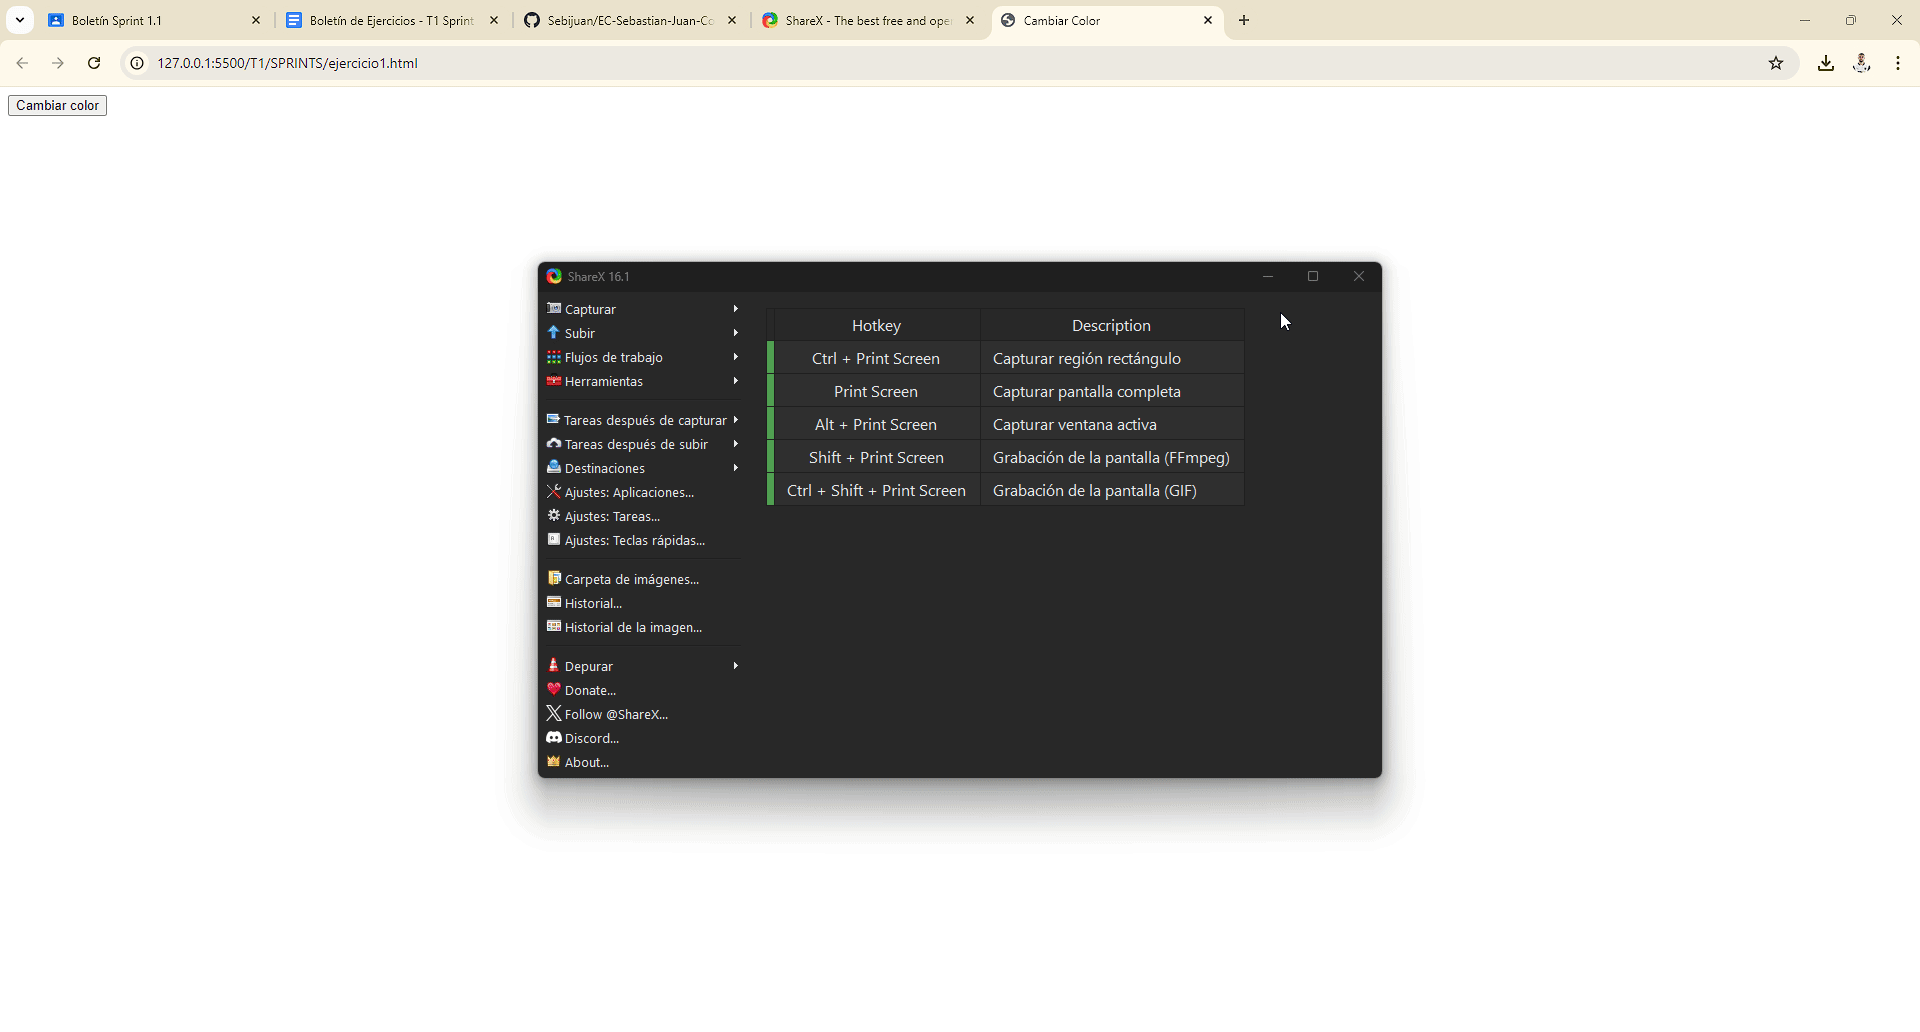 Boletín Sprint 1.1
Boletín de Ejercicios - T1 Sprint
Sebijuan/EC-Sebastian-Juan-Co
ShareX - The best free and ope
Cambiar Color
127.0.0.1:5500/T1/SPRINTS/ejercicio1.html
Cambiar color
ShareX 16.1
Capturar
Subir
Flujos de trabajo
Herramientas
Tareas después de capturar
Tareas después de subir
Destinaciones
Ajustes: Aplicaciones...
Ajustes: Tareas...
Ajustes: Teclas rápidas...
Carpeta de imágenes...
Historial...
Historial de la imagen...
Depurar
Donate...
Follow @ShareX...
Discord...
About...
Hotkey Description
Ctrl + Print Screen Capturar región rectángulo
Print Screen Capturar pantalla completa
Alt + Print Screen Capturar ventana activa
Shift + Print Screen Grabación de la pantalla (FFmpeg)
Ctrl + Shift + Print Screen Grabación de la pantalla (GIF)